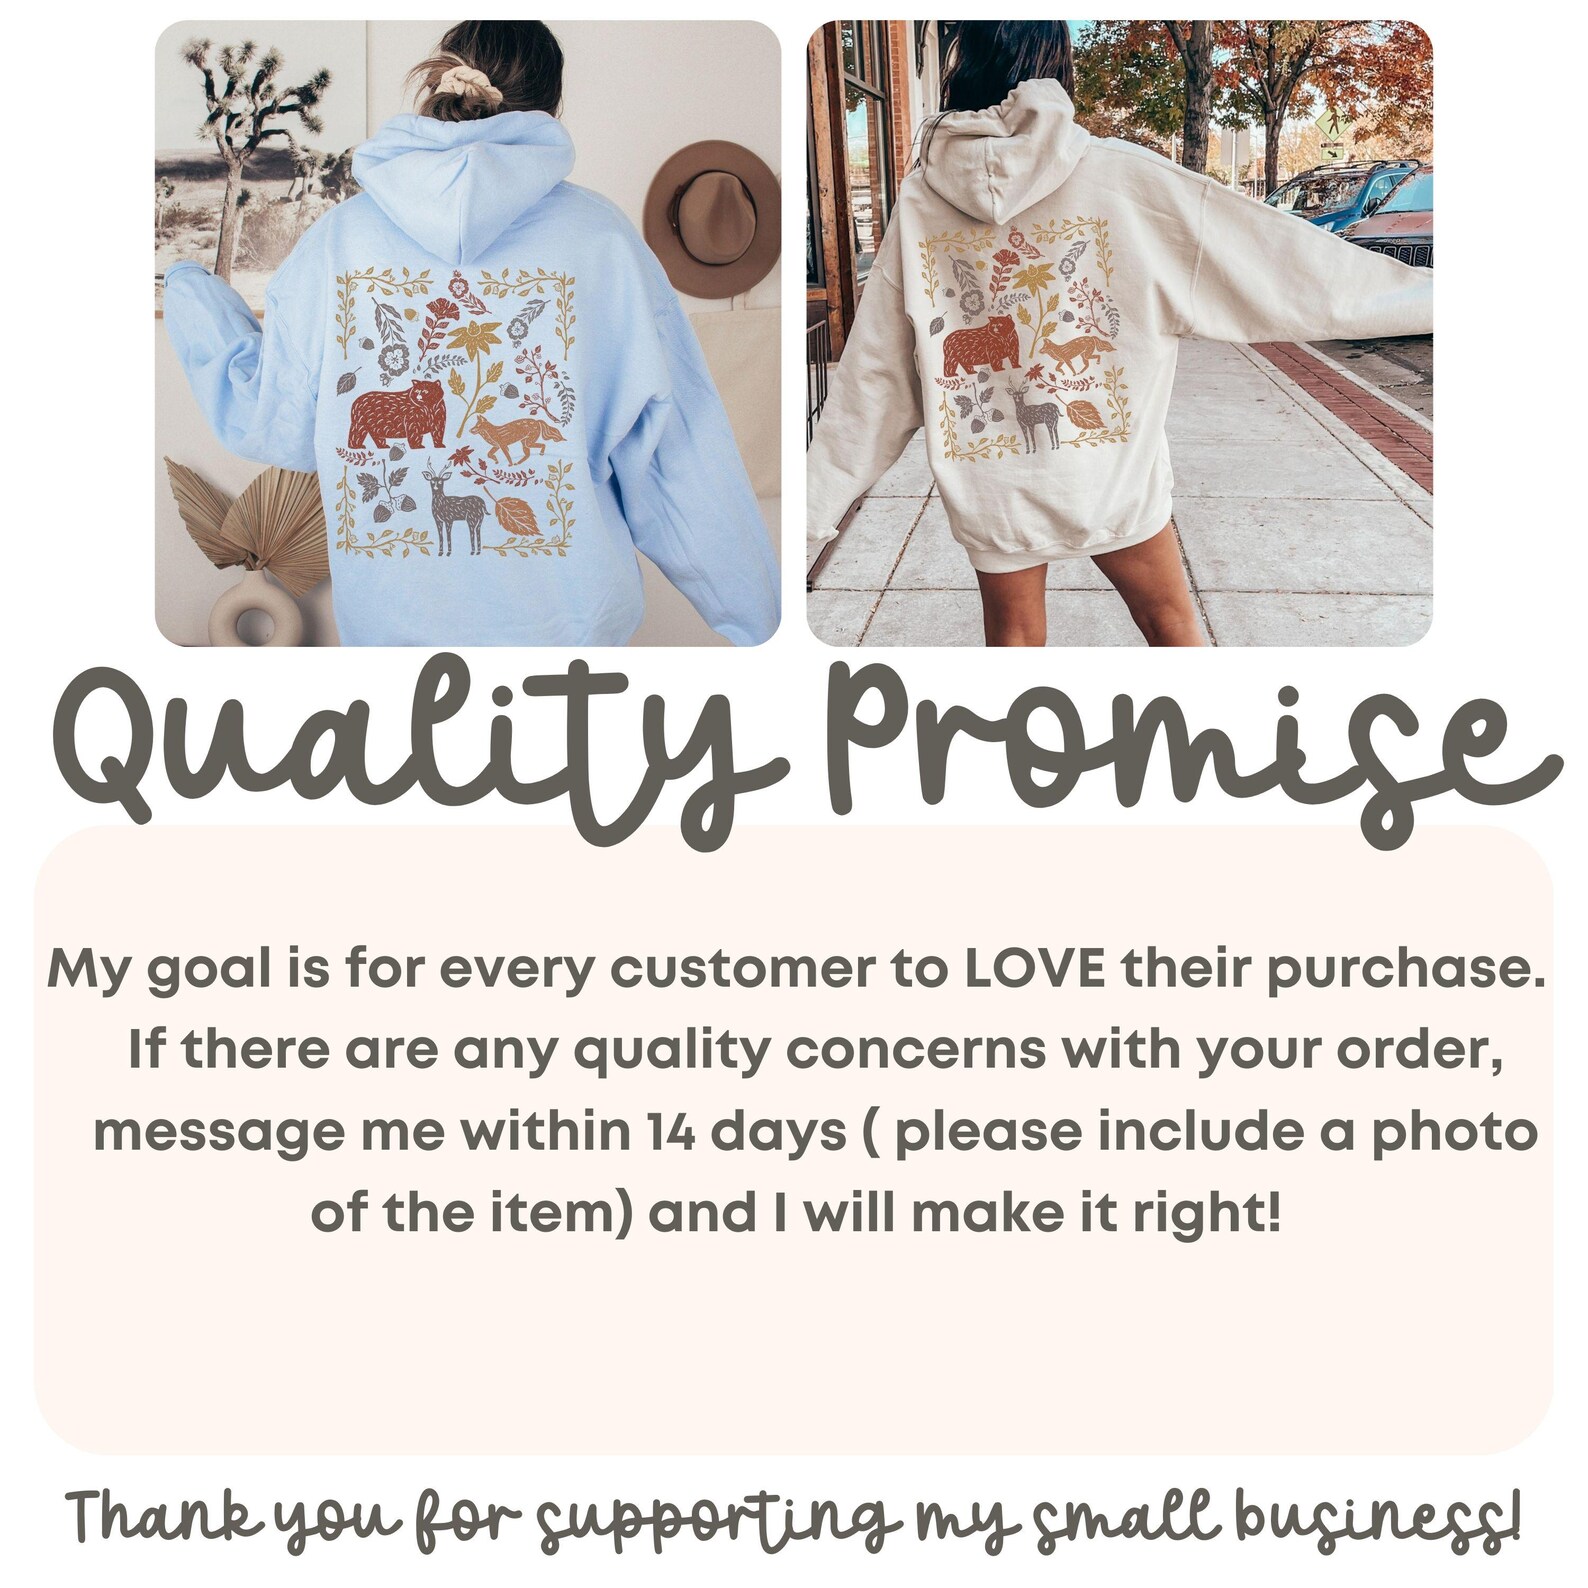 Quality Promise
My goal is for every customer to LOVE their purchase.
If there are any quality concerns with your order,
message me within 14 days ( please include a photo
of the item) and I will make it right!
Thank you for supporting my small business!